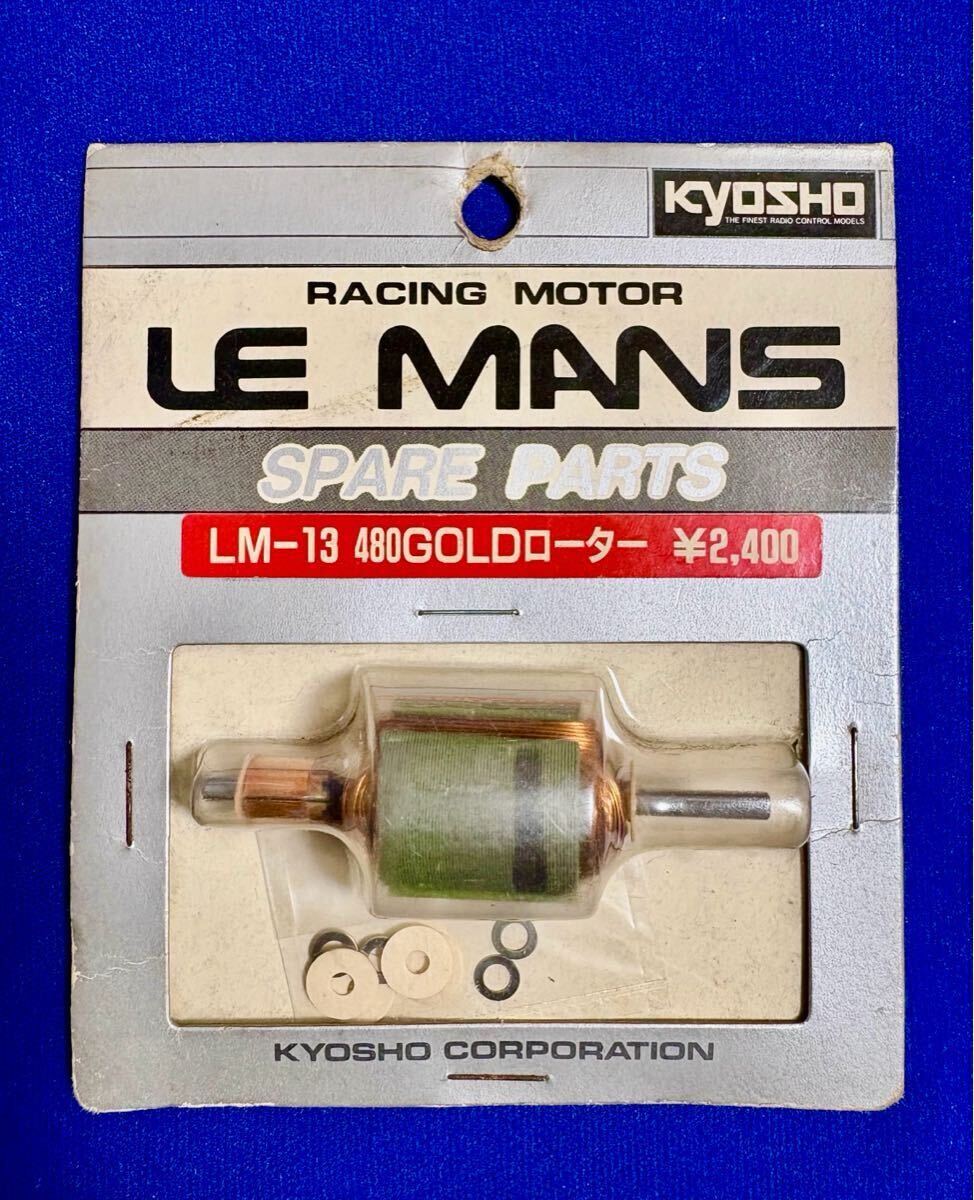 KYOSHO
THE FINEST RADIO CONTROL MODELS
RACING MOTOR
LE MANS
SPARE PARTS
LM-13 480GOLDローター ¥2,400
KYOSHO CORPORATION